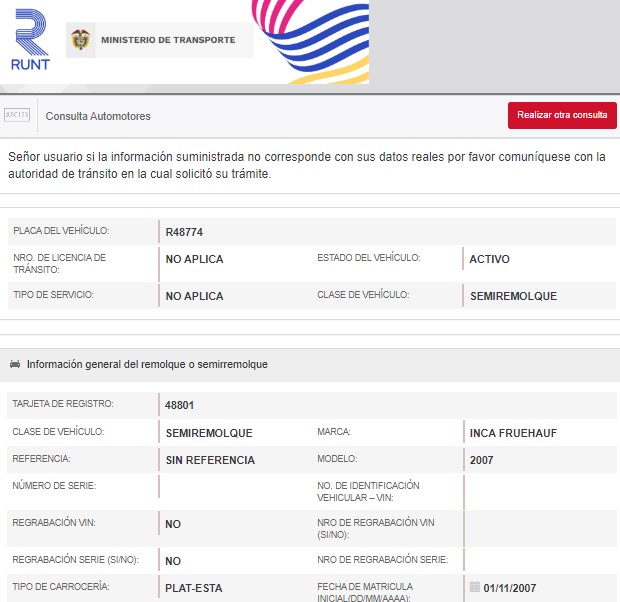 RUNT
MINISTERIO DE TRANSPORTE
Consulta Automotores
Realizar otra consulta
Señor usuario si la información suministrada no corresponde con sus datos reales por favor comuníquese con la
autoridad de tránsito en la cual solicitó su trámite.
PLACA DEL VEHÍCULO: R48774
NRO. DE LICENCIA DE TRÁNSITO: NO APLICA ESTADO DEL VEHÍCULO: ACTIVO
TIPO DE SERVICIO: NO APLICA CLASE DE VEHÍCULO: SEMIREMOLQUE
Información general del remolque o semirremolque
TARJETA DE REGISTRO: 48801
CLASE DE VEHÍCULO: SEMIREMOLQUE MARCA: INCA FRUEHAUF
REFERENCIA: SIN REFERENCIA MODELO: 2007
NÚMERO DE SERIE: NO. DE IDENTIFICACIÓN VEHICULAR – VIN:
REGRABACIÓN VIN: NO NRO DE REGRABACIÓN VIN (SI/NO):
REGRABACIÓN SERIE (SI/NO): NO NRO DE REGRABACIÓN SERIE:
TIPO DE CARROCERÍA: PLAT-ESTA FECHA DE MATRICULA INICIAL(DD/MM/AAAA): 01/11/2007